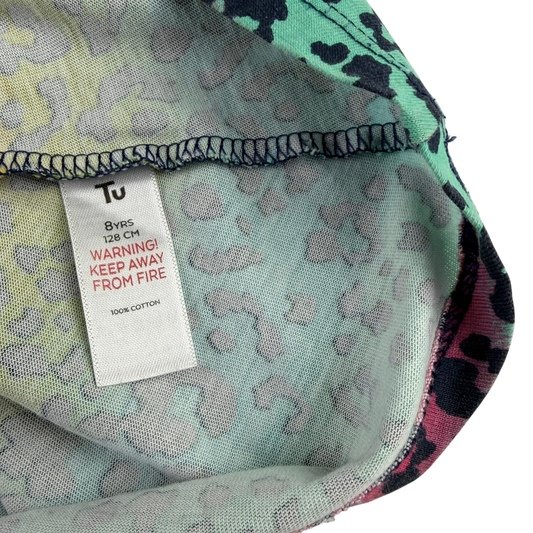 Tu
8YRS
128 CM
WARNING!
KEEP AWAY
FROM FIRE
100% COTTON